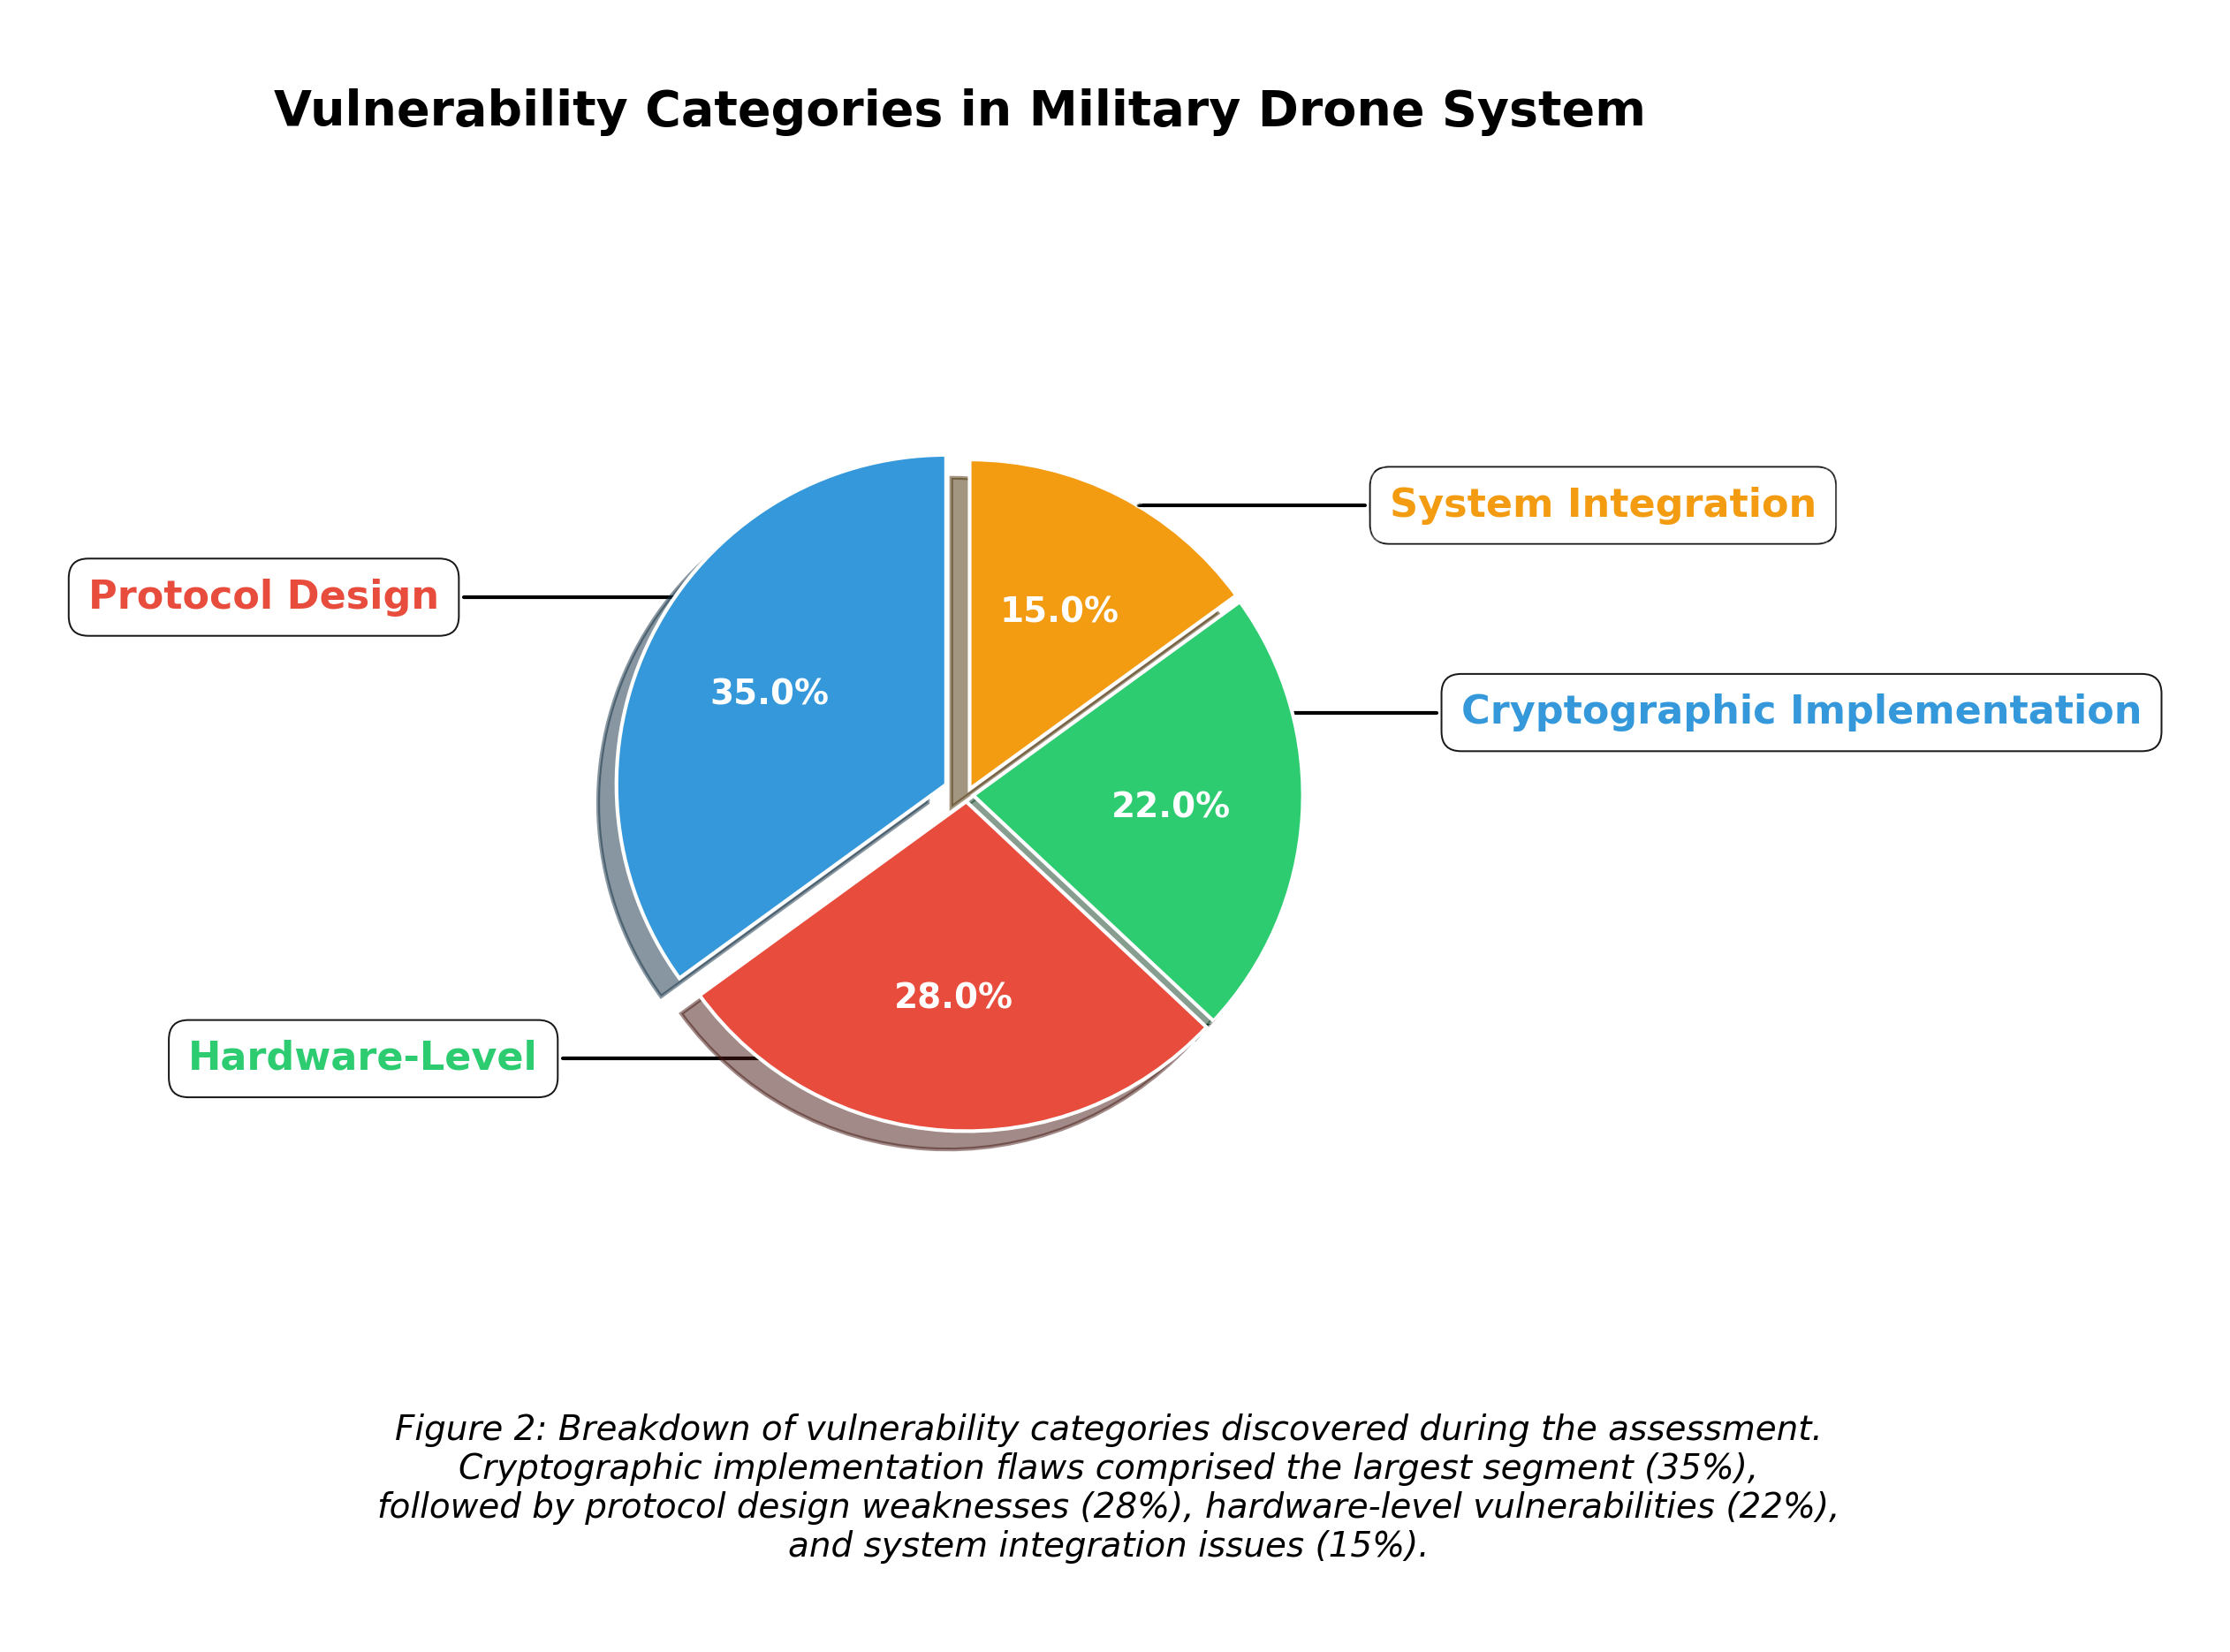 Vulnerability Categories in Military Drone System
System Integration
Protocol Design
15.0%
35.0%
Cryptographic Implementation
22.0%
28.0%
Hardware-Level
Figure 2: Breakdown of vulnerability categories discovered during the assessment.
Cryptographic implementation flaws comprised the largest segment (35%),
followed by protocol design weaknesses (28%), hardware-level vulnerabilities (22%),
and system integration issues (15%).